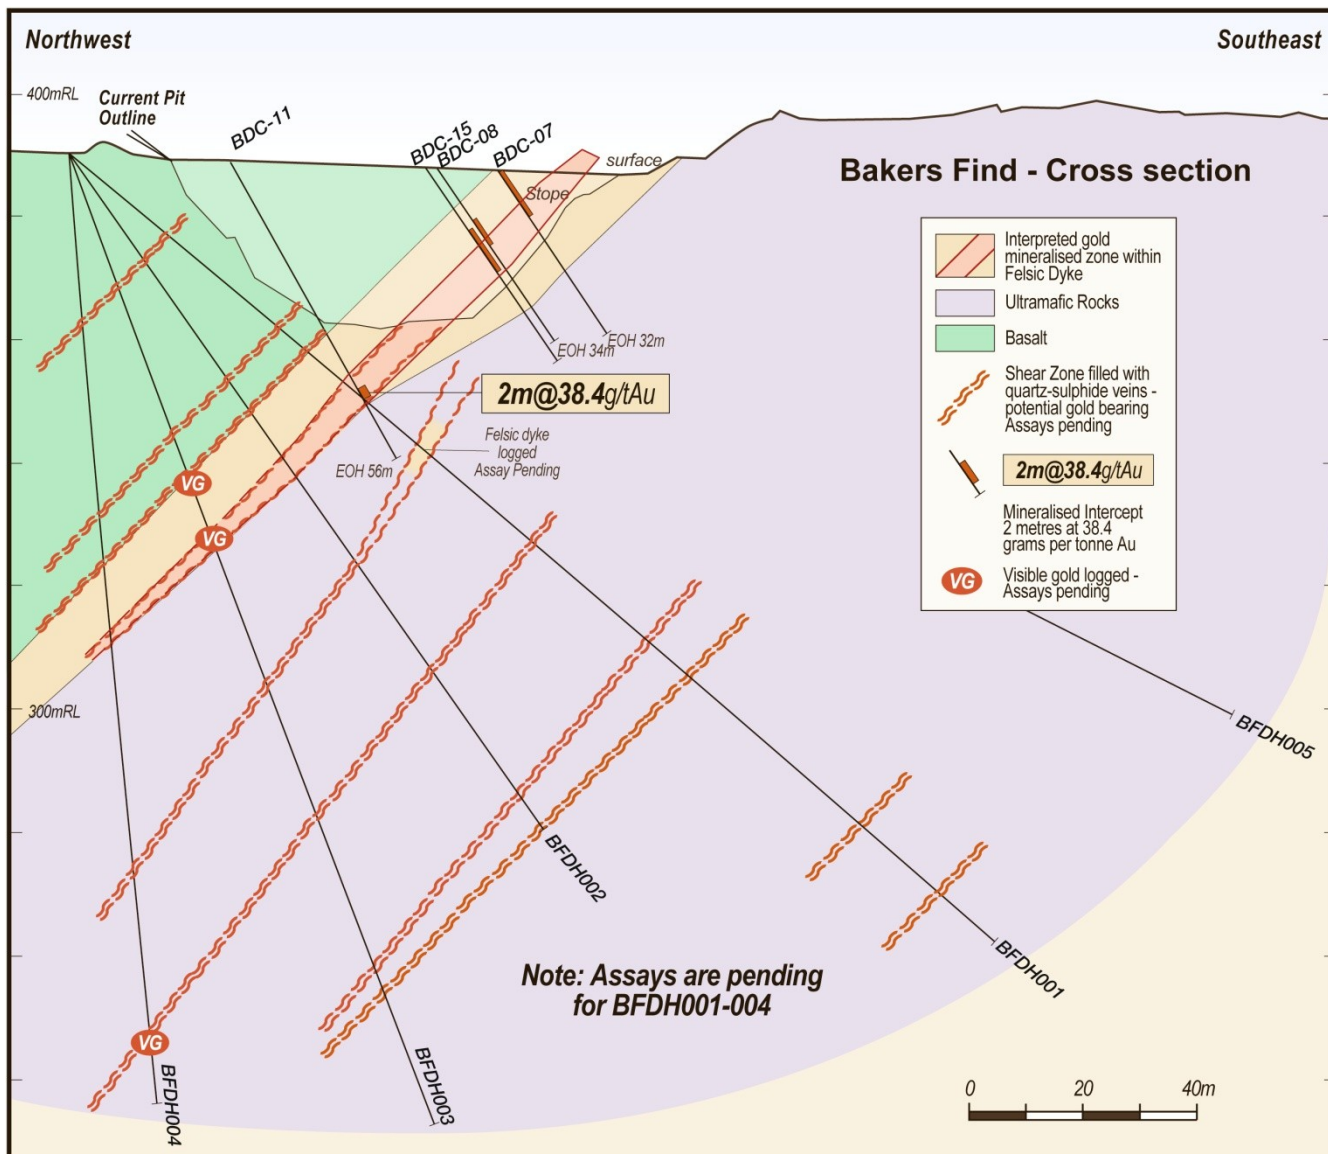 Northwest
Southeast
400mRL
Current Pit
Outline
BDC-11
BDC-15
BDC-08
BDC-07
surface
Stope
Bakers Find - Cross section
Interpreted gold
mineralised zone within
Felsic Dyke
Ultramafic Rocks
Basalt
Shear Zone filled with
quartz-sulphide veins -
potential gold bearing
Assays pending
2m@38.4g/tAu
Mineralised Intercept
2 metres at 38.4
grams per tonne Au
VG
Visible gold logged -
Assays pending
EOH 34m
EOH 32m
2m@38.4g/tAu
Felsic dyke
logged
Assay Pending
EOH 56m
VG
VG
300mRL
BFDH005
BFDH002
BFDH001
Note: Assays are pending
for BFDH001-004
VG
BFDH004
BFDH003
0 20 40m